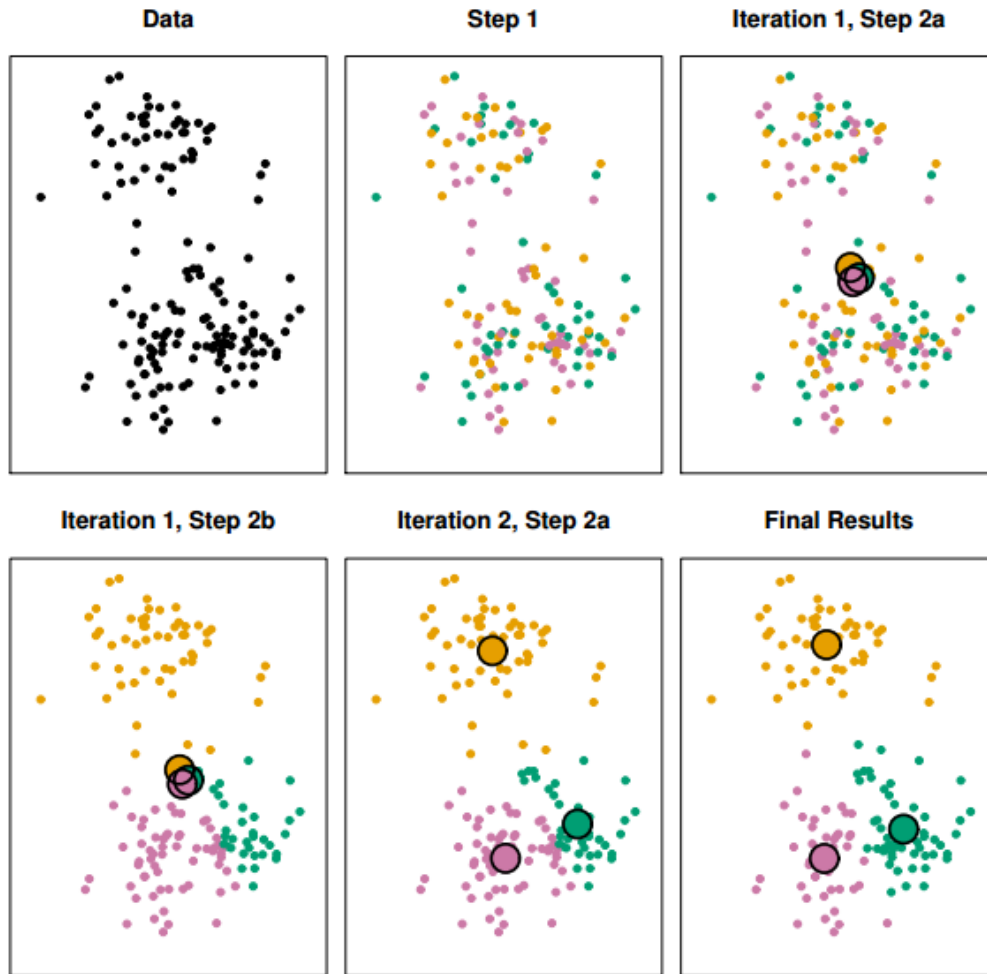 Data
Step 1
Iteration 1, Step 2a
Iteration 1, Step 2b
Iteration 2, Step 2a
Final Results